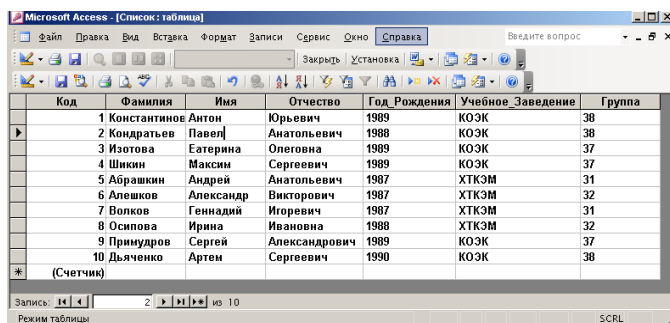 Microsoft Access - [Список : таблица]
Файл Правка Вид Вставка Формат Записи Сервис Окно Справка Введите вопрос
Закрыть Установка
Код Фамилия Имя Отчество Год_Рождения Учебное_Заведение Группа
1 Константинов Антон Юрьевич 1989 КОЭК 38
2 Кондратьев Павел Анатольевич 1988 КОЭК 38
3 Изотова Еатерина Олеговна 1989 КОЭК 37
4 Шикин Максим Сергеевич 1989 КОЭК 37
5 Абрашкин Андрей Анатольевич 1987 ХТКЭМ 31
6 Алешков Александр Викторович 1987 ХТКЭМ 32
7 Волков Геннадий Игоревич 1987 ХТКЭМ 31
8 Осипова Ирина Ивановна 1988 ХТКЭМ 32
9 Примудров Сергей Александрович 1989 КОЭК 37
10 Дьяченко Артем Сергеевич 1990 КОЭК 38
(Счетчик)
Запись: 2 из 10
Режим таблицы SCRL